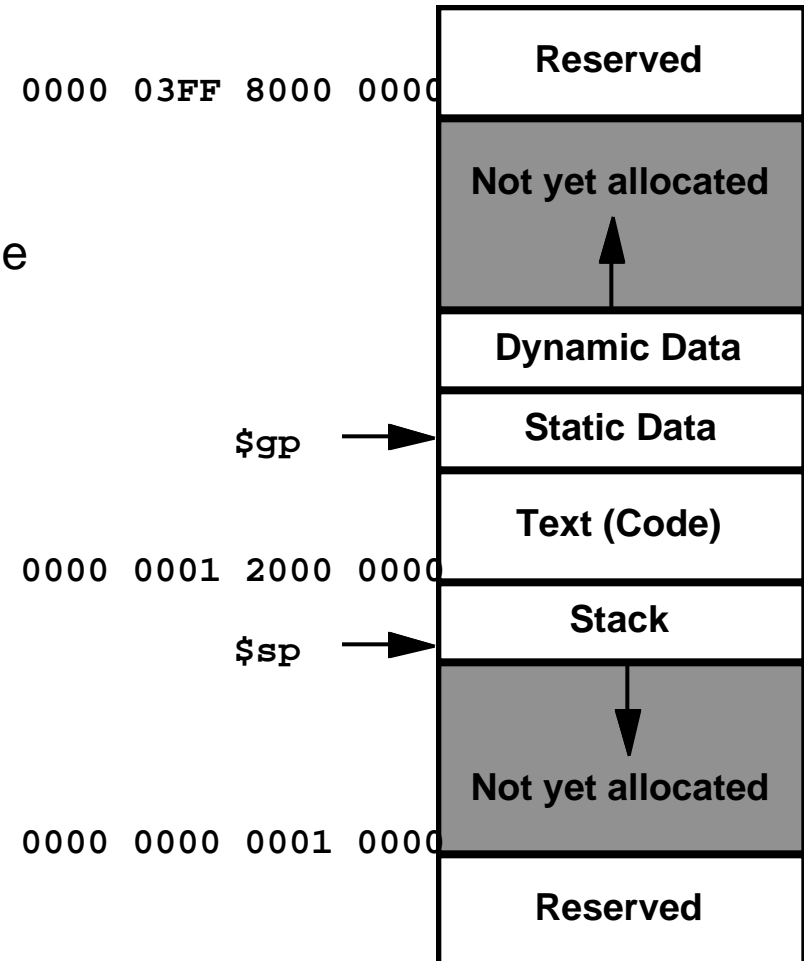 Reserved
0000 03FF 8000 0000
Not yet allocated
e
Dynamic Data
Static Data
$gp
Text (Code)
0000 0001 2000 0000
Stack
$sp
Not yet allocated
0000 0000 0001 0000
Reserved